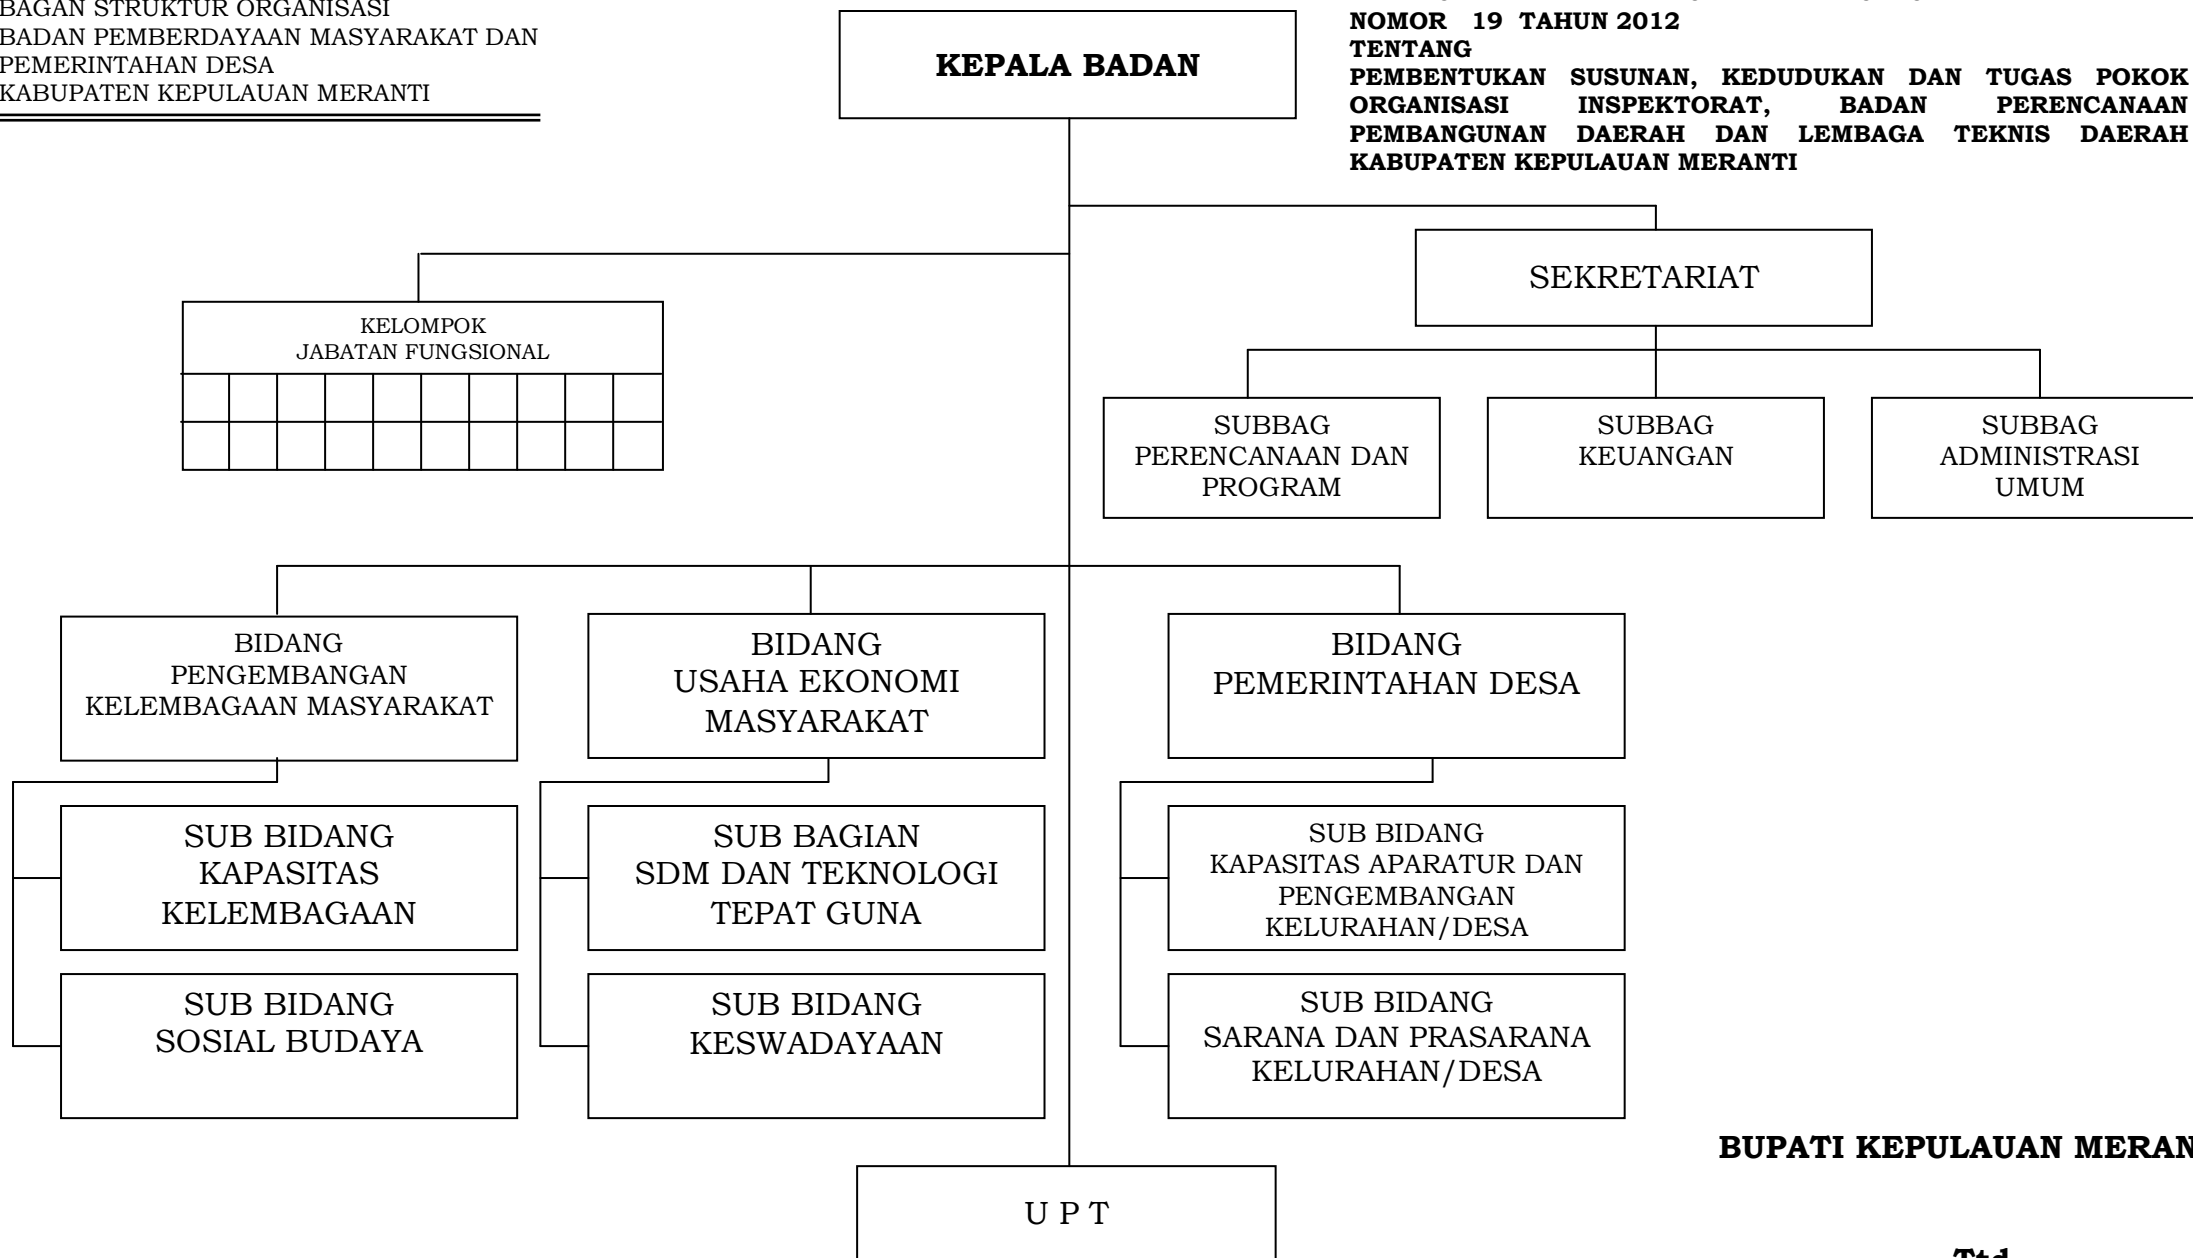 BAGAN STRUKTUR ORGANISASI
BADAN PEMBERDAYAAN MASYARAKAT DAN
PEMERINTAHAN DESA
KABUPATEN KEPULAUAN MERANTI
KEPALA BADAN
NOMOR 19 TAHUN 2012
TENTANG
PEMBENTUKAN SUSUNAN, KEDUDUKAN DAN TUGAS POKOK
ORGANISASI INSPEKTORAT, BADAN PERENCANAAN
PEMBANGUNAN DAERAH DAN LEMBAGA TEKNIS DAERAH
KABUPATEN KEPULAUAN MERANTI
SEKRETARIAT
KELOMPOK
JABATAN FUNGSIONAL
SUBBAG
PERENCANAAN DAN
PROGRAM
SUBBAG
KEUANGAN
SUBBAG
ADMINISTRASI
UMUM
BIDANG
PENGEMBANGAN
KELEMBAGAAN MASYARAKAT
BIDANG
USAHA EKONOMI
MASYARAKAT
BIDANG
PEMERINTAHAN DESA
SUB BIDANG
KAPASITAS
KELEMBAGAAN
SUB BAGIAN
SDM DAN TEKNOLOGI
TEPAT GUNA
SUB BIDANG
KAPASITAS APARATUR DAN
PENGEMBANGAN
KELURAHAN/DESA
SUB BIDANG
SOSIAL BUDAYA
SUB BIDANG
KESWADAYAAN
SUB BIDANG
SARANA DAN PRASARANA
KELURAHAN/DESA
BUPATI KEPULAUAN MERAN
U P T
Ttd